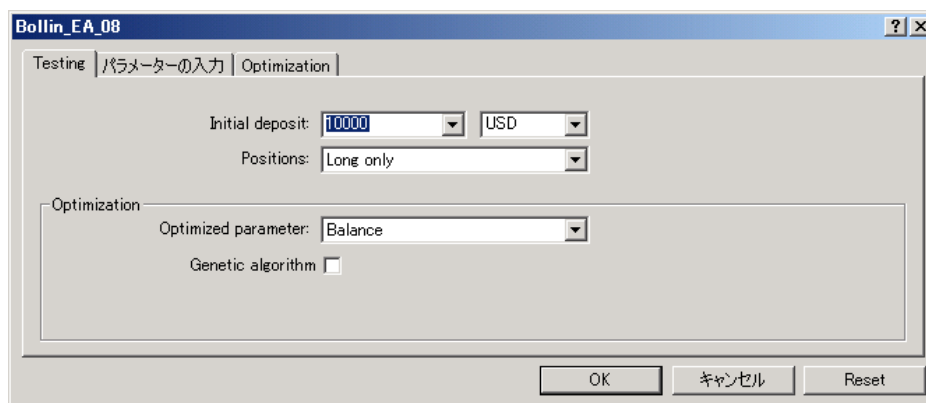 Bollin_EA_08
Testing パラメーターの入力 Optimization
Initial deposit: 10000 USD
Positions: Long only
Optimization
Optimized parameter: Balance
Genetic algorithm
OK キャンセル Reset